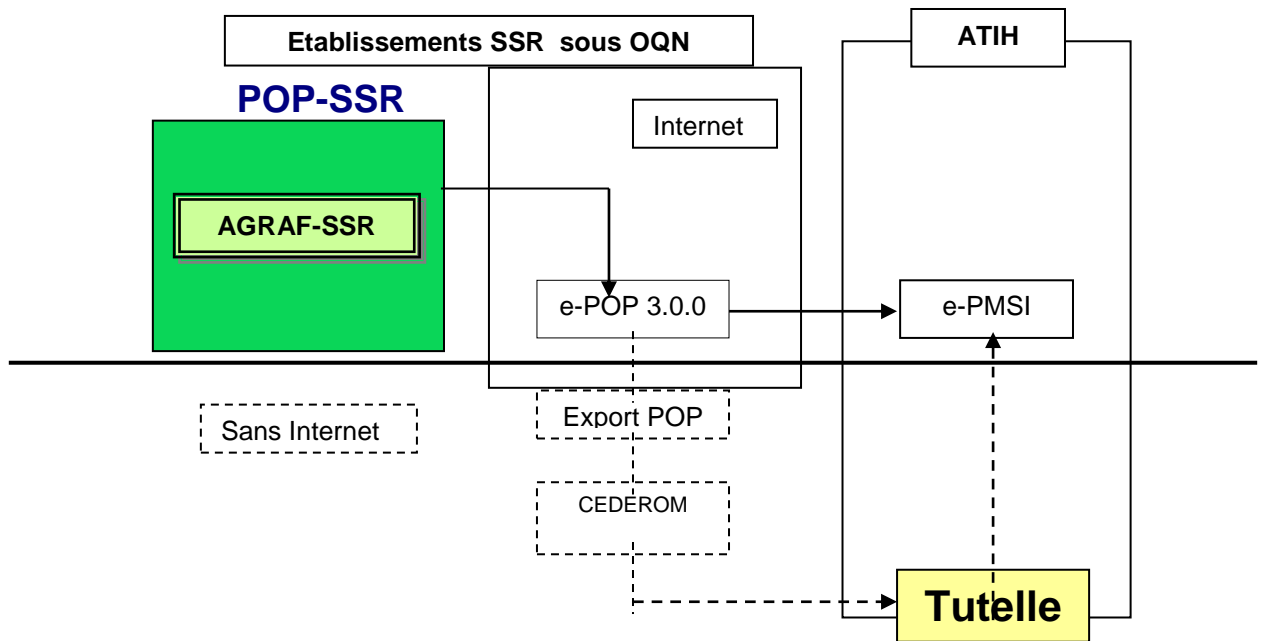 Etablissements SSR sous OQN
ATIH
POP-SSR
Internet
AGRAF-SSR
e-POP 3.0.0
e-PMSI
Export POP
Sans Internet
CEDEROM
Tutelle